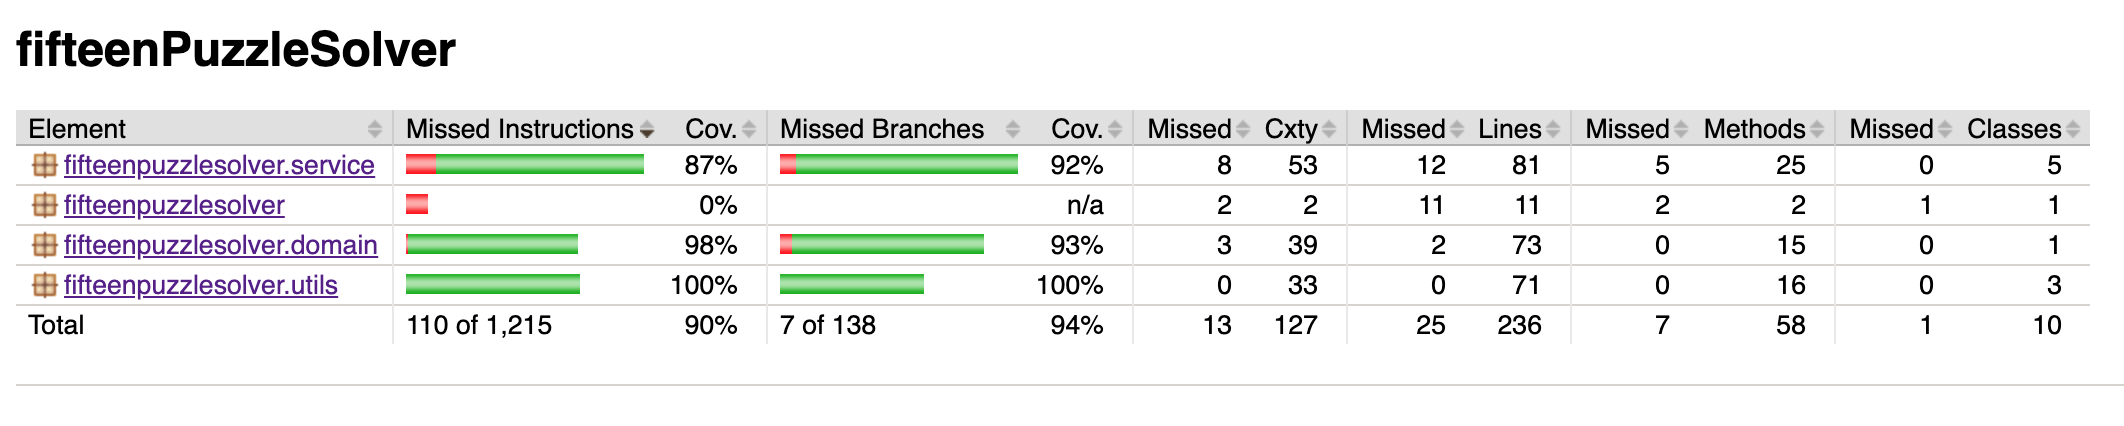 fifteenPuzzleSolver
Element Missed Instructions Cov. Missed Branches Cov. Missed Cxty Missed Lines Missed Methods Missed Classes
fifteenpuzzlesolver.service 87% 92% 8 53 12 81 5 25 0 5
fifteenpuzzlesolver 0% n/a 2 2 11 11 2 2 1 1
fifteenpuzzlesolver.domain 98% 93% 3 39 2 73 0 15 0 1
fifteenpuzzlesolver.utils 100% 100% 0 33 0 71 0 16 0 3
Total 110 of 1,215 90% 7 of 138 94% 13 127 25 236 7 58 1 10